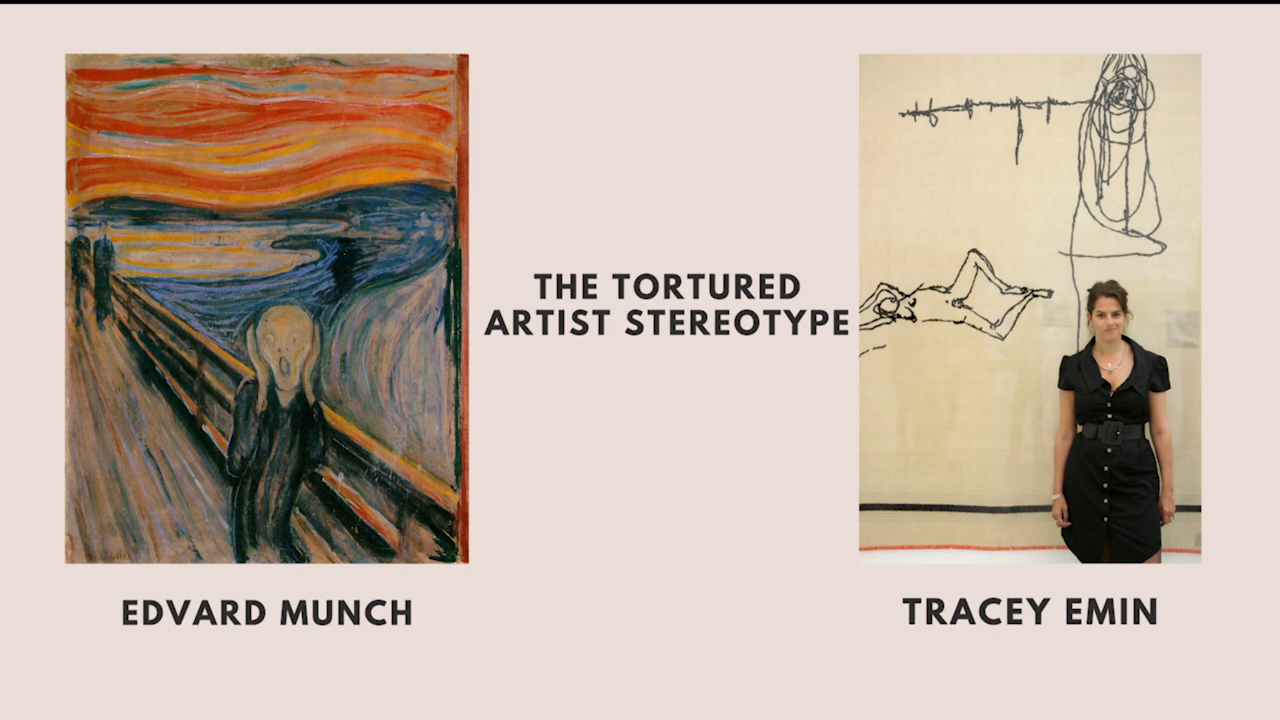 THE TORTURED
ARTIST STEREOTYPE
EDVARD MUNCH
TRACEY EMIN